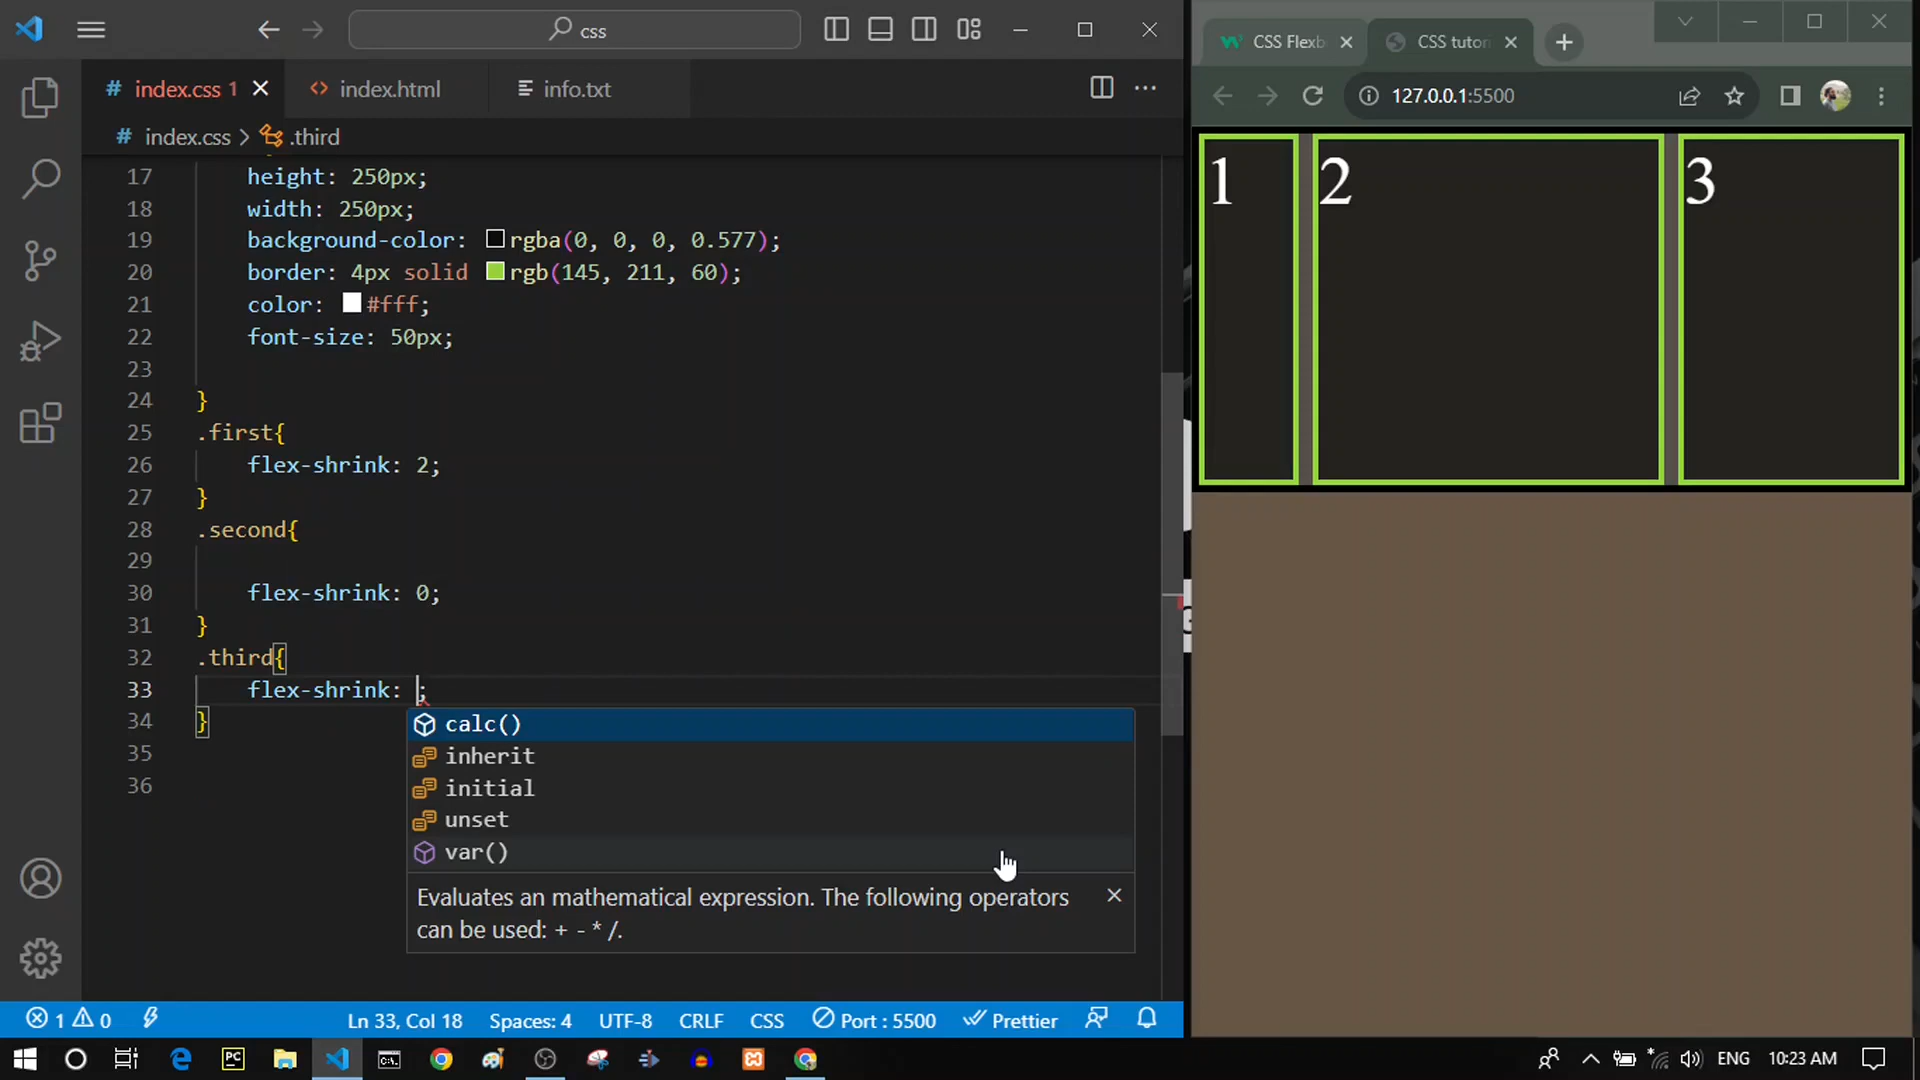 css
index.css 1
index.html
info.txt
index.css > .third
17 height: 250px;
18 width: 250px;
19 background-color: rgba(0, 0, 0, 0.577);
20 border: 4px solid rgb(145, 211, 60);
21 color: #fff;
22 font-size: 50px;
23
24 }
25 .first{
26 flex-shrink: 2;
27 }
28 .second{
29
30 flex-shrink: 0;
31 }
32 .third{
33 flex-shrink: ;
34 }
35
36
calc()
inherit
initial
unset
var()
Evaluates an mathematical expression. The following operators
can be used: + - * /.
1 0
Ln 33, Col 18
Spaces: 4
UTF-8
CRLF
CSS
Port : 5500
Prettier
CSS Flexb
CSS tutori
127.0.0.1:5500
1
2
3
PC
ENG
10:23 AM